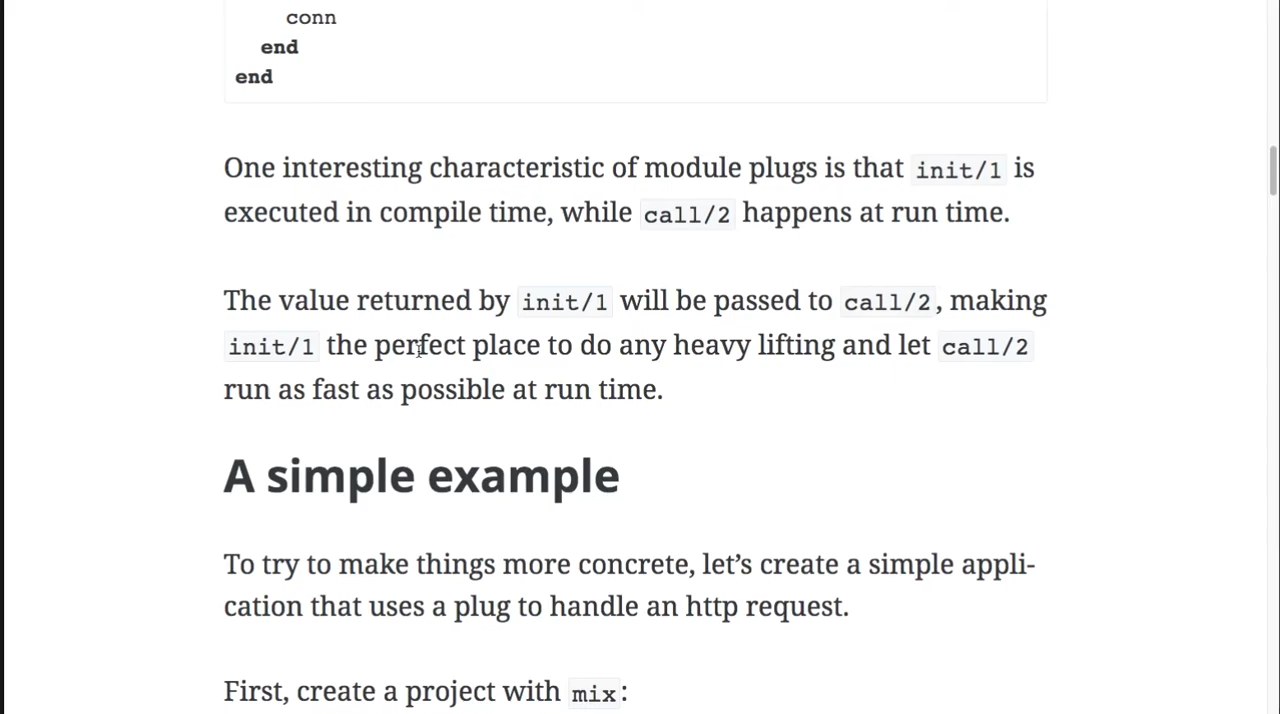 conn
end
end
One interesting characteristic of module plugs is that init/1 is
executed in compile time, while call/2 happens at run time.
The value returned by init/1 will be passed to call/2, making
init/1 the perfect place to do any heavy lifting and let call/2
run as fast as possible at run time.
A simple example
To try to make things more concrete, let’s create a simple appli-
cation that uses a plug to handle an http request.
First, create a project with mix: